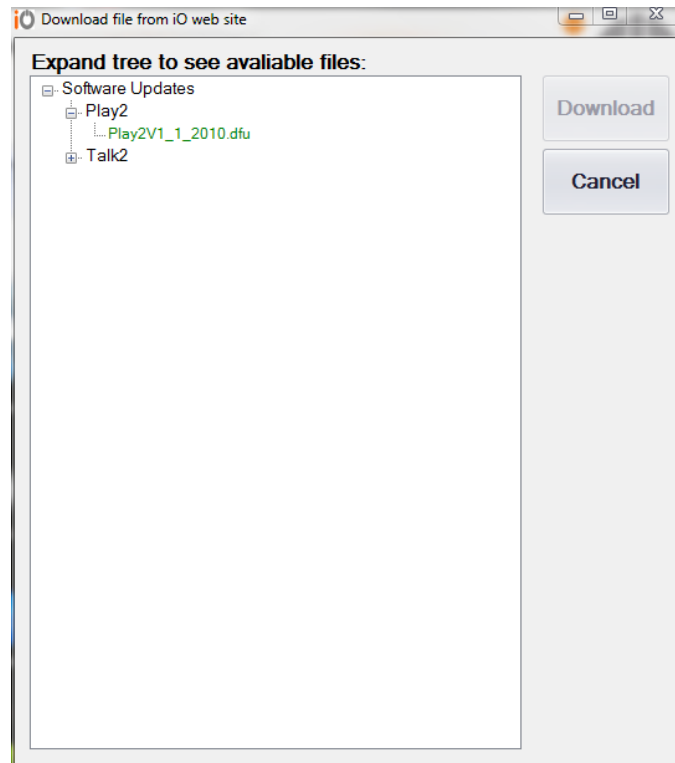 iO Download file from iO web site
Expand tree to see avaliable files:
Software Updates
Play2
Play2V1_1_2010.dfu
Talk2
Download
Cancel